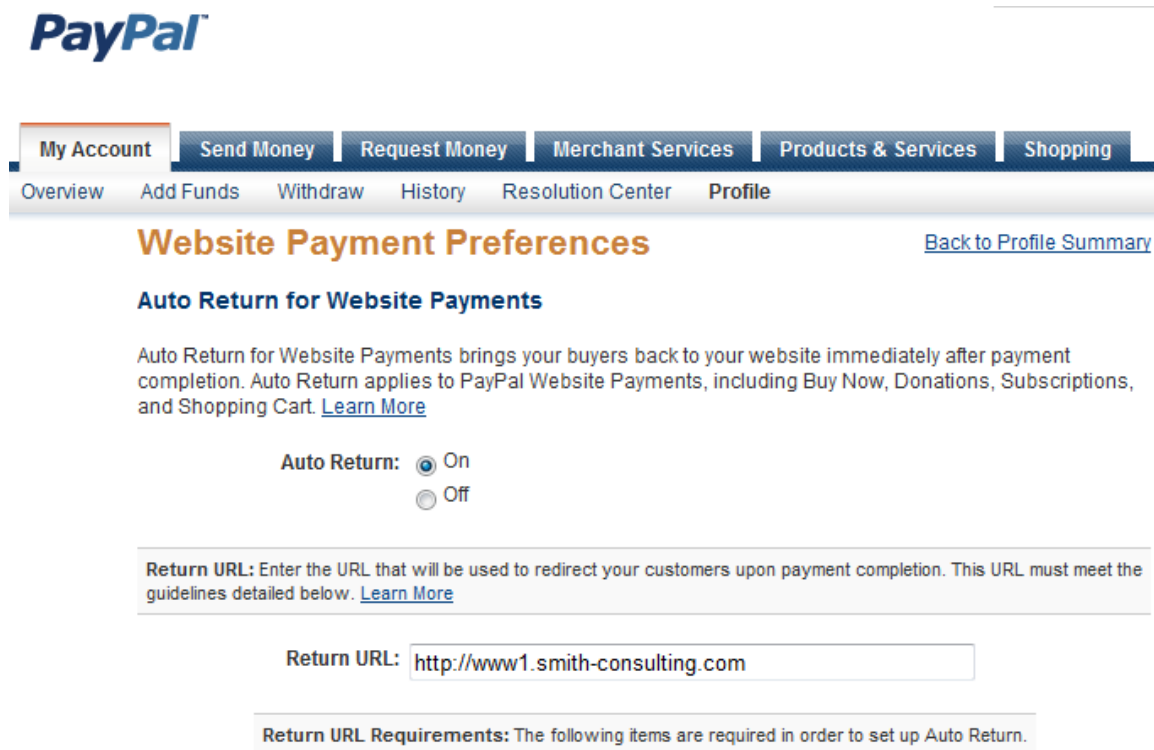 PayPal™
My Account Send Money Request Money Merchant Services Products & Services Shopping
Overview Add Funds Withdraw History Resolution Center Profile
Website Payment Preferences Back to Profile Summary
Auto Return for Website Payments
Auto Return for Website Payments brings your buyers back to your website immediately after payment
completion. Auto Return applies to PayPal Website Payments, including Buy Now, Donations, Subscriptions,
and Shopping Cart. Learn More
Auto Return: On
Off
Return URL: Enter the URL that will be used to redirect your customers upon payment completion. This URL must meet the
guidelines detailed below. Learn More
Return URL: http://www1.smith-consulting.com
Return URL Requirements: The following items are required in order to set up Auto Return.